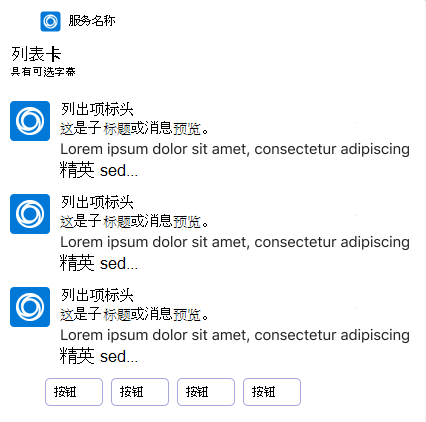 服务名称
列表卡
具有可选字幕
列出项标头
这是子标题或消息预览。
Lorem ipsum dolor sit amet, consectetur adipiscing
精英 sed...
列出项标头
这是子标题或消息预览。
Lorem ipsum dolor sit amet, consectetur adipiscing
精英 sed...
列出项标头
这是子标题或消息预览。
Lorem ipsum dolor sit amet, consectetur adipiscing
精英 sed...
按钮 按钮 按钮 按钮